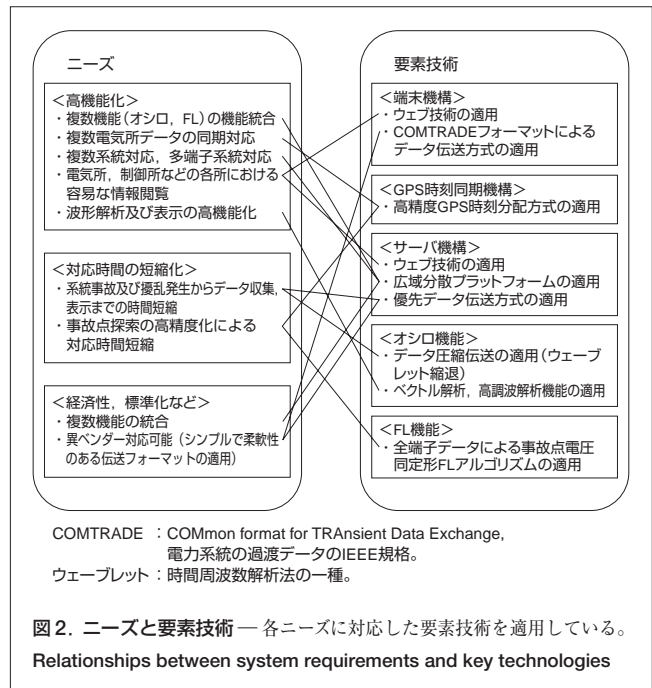 ニーズ
＜高機能化＞
・複数機能（オシロ，FL）の機能統合
・複数電気所データの同期対応
・複数系統対応，多端子系統対応
・電気所，制御所などの各所における
容易な情報閲覧
・波形解析及び表示の高機能化
＜対応時間の短縮化＞
・系統事故及び擾乱発生からデータ収集，
表示までの時間短縮
・事故点探索の高精度化による
対応時間短縮
＜経済性，標準化など＞
・複数機能の統合
・異ベンダー対応可能（シンプルで柔軟性
のある伝送フォーマットの適用）
要素技術
＜端末機構＞
・ウェブ技術の適用
・COMTRADEフォーマットによる
データ伝送方式の適用
＜GPS時刻同期機構＞
・高精度GPS時刻分配方式の適用
＜サーバ機構＞
・ウェブ技術の適用
・広域分散プラットフォームの適用
・優先データ伝送方式の適用
＜オシロ機能＞
・データ圧縮伝送の適用（ウェーブ
レット縮退）
・ベクトル解析，高調波解析機能の適用
＜FL機能＞
・全端子データによる事故点電圧
同定形FLアルゴリズムの適用
COMTRADE ：COMmon format for TRAnsient Data Exchange,
電力系統の過渡データのIEEE規格。
ウェーブレット：時間周波数解析法の一種。
図2．ニーズと要素技術 — 各ニーズに対応した要素技術を適用している。
Relationships between system requirements and key technologies